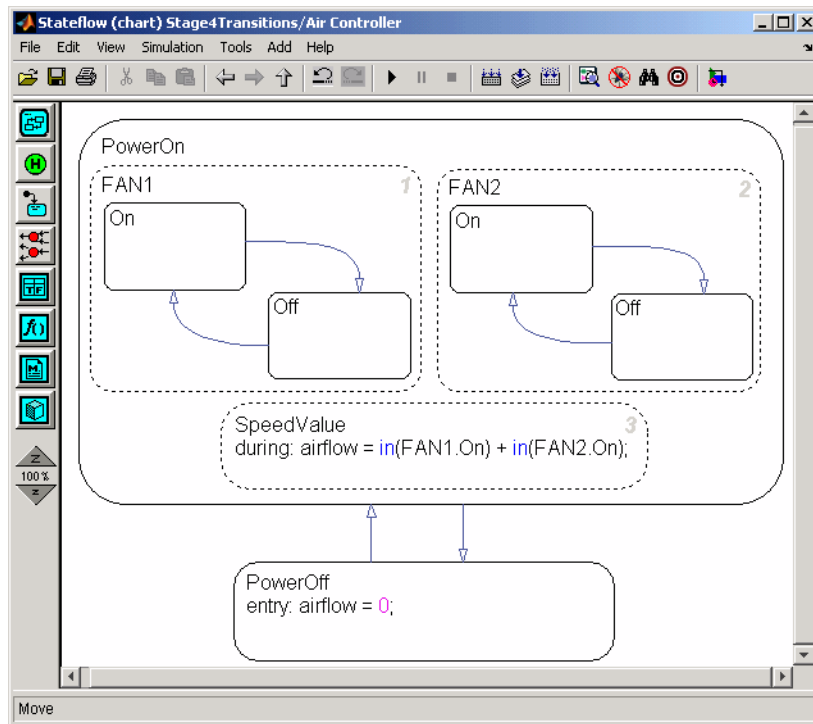 Stateflow (chart) Stage4Transitions/Air Controller
File Edit View Simulation Tools Add Help
PowerOn
FAN1
1
On
Off
FAN2
2
On
Off
SpeedValue
3
during: airflow = in(FAN1.On) + in(FAN2.On);
PowerOff
entry: airflow = 0;
H
TF
f()
M
Z
100%
z
Move